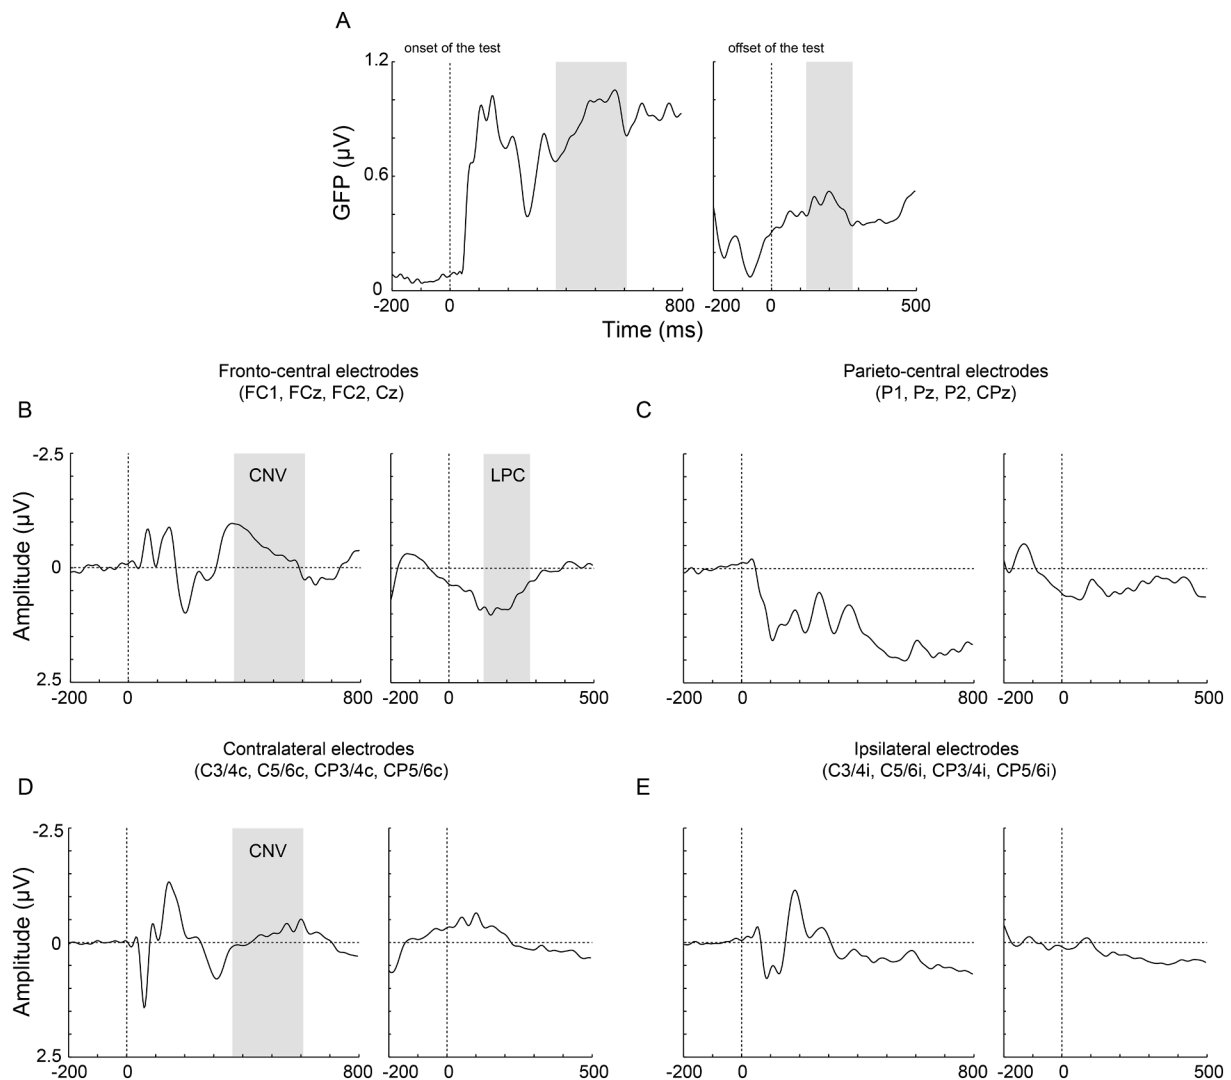 A
onset of the test
offset of the test
1.2
0.6
0
GFP (µV)
-200 0 800
-200 0 500
Time (ms)
Fronto-central electrodes
(FC1, FCz, FC2, Cz)
Parieto-central electrodes
(P1, Pz, P2, CPz)
B
C
-2.5
0
2.5
Amplitude (µV)
CNV
LPC
-200 0 800
-200 0 500
-200 0 800
-200 0 500
Contralateral electrodes
(C3/4c, C5/6c, CP3/4c, CP5/6c)
Ipsilateral electrodes
(C3/4i, C5/6i, CP3/4i, CP5/6i)
D
E
-2.5
0
2.5
Amplitude (µV)
CNV
-200 0 800
-200 0 500
-200 0 800
-200 0 500